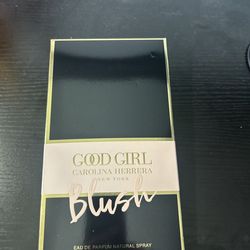 GOOD GIRL
CAROLINA HERRERA
NEW YORK
Blush
EAU DE PARFUM NATURAL SPRAY